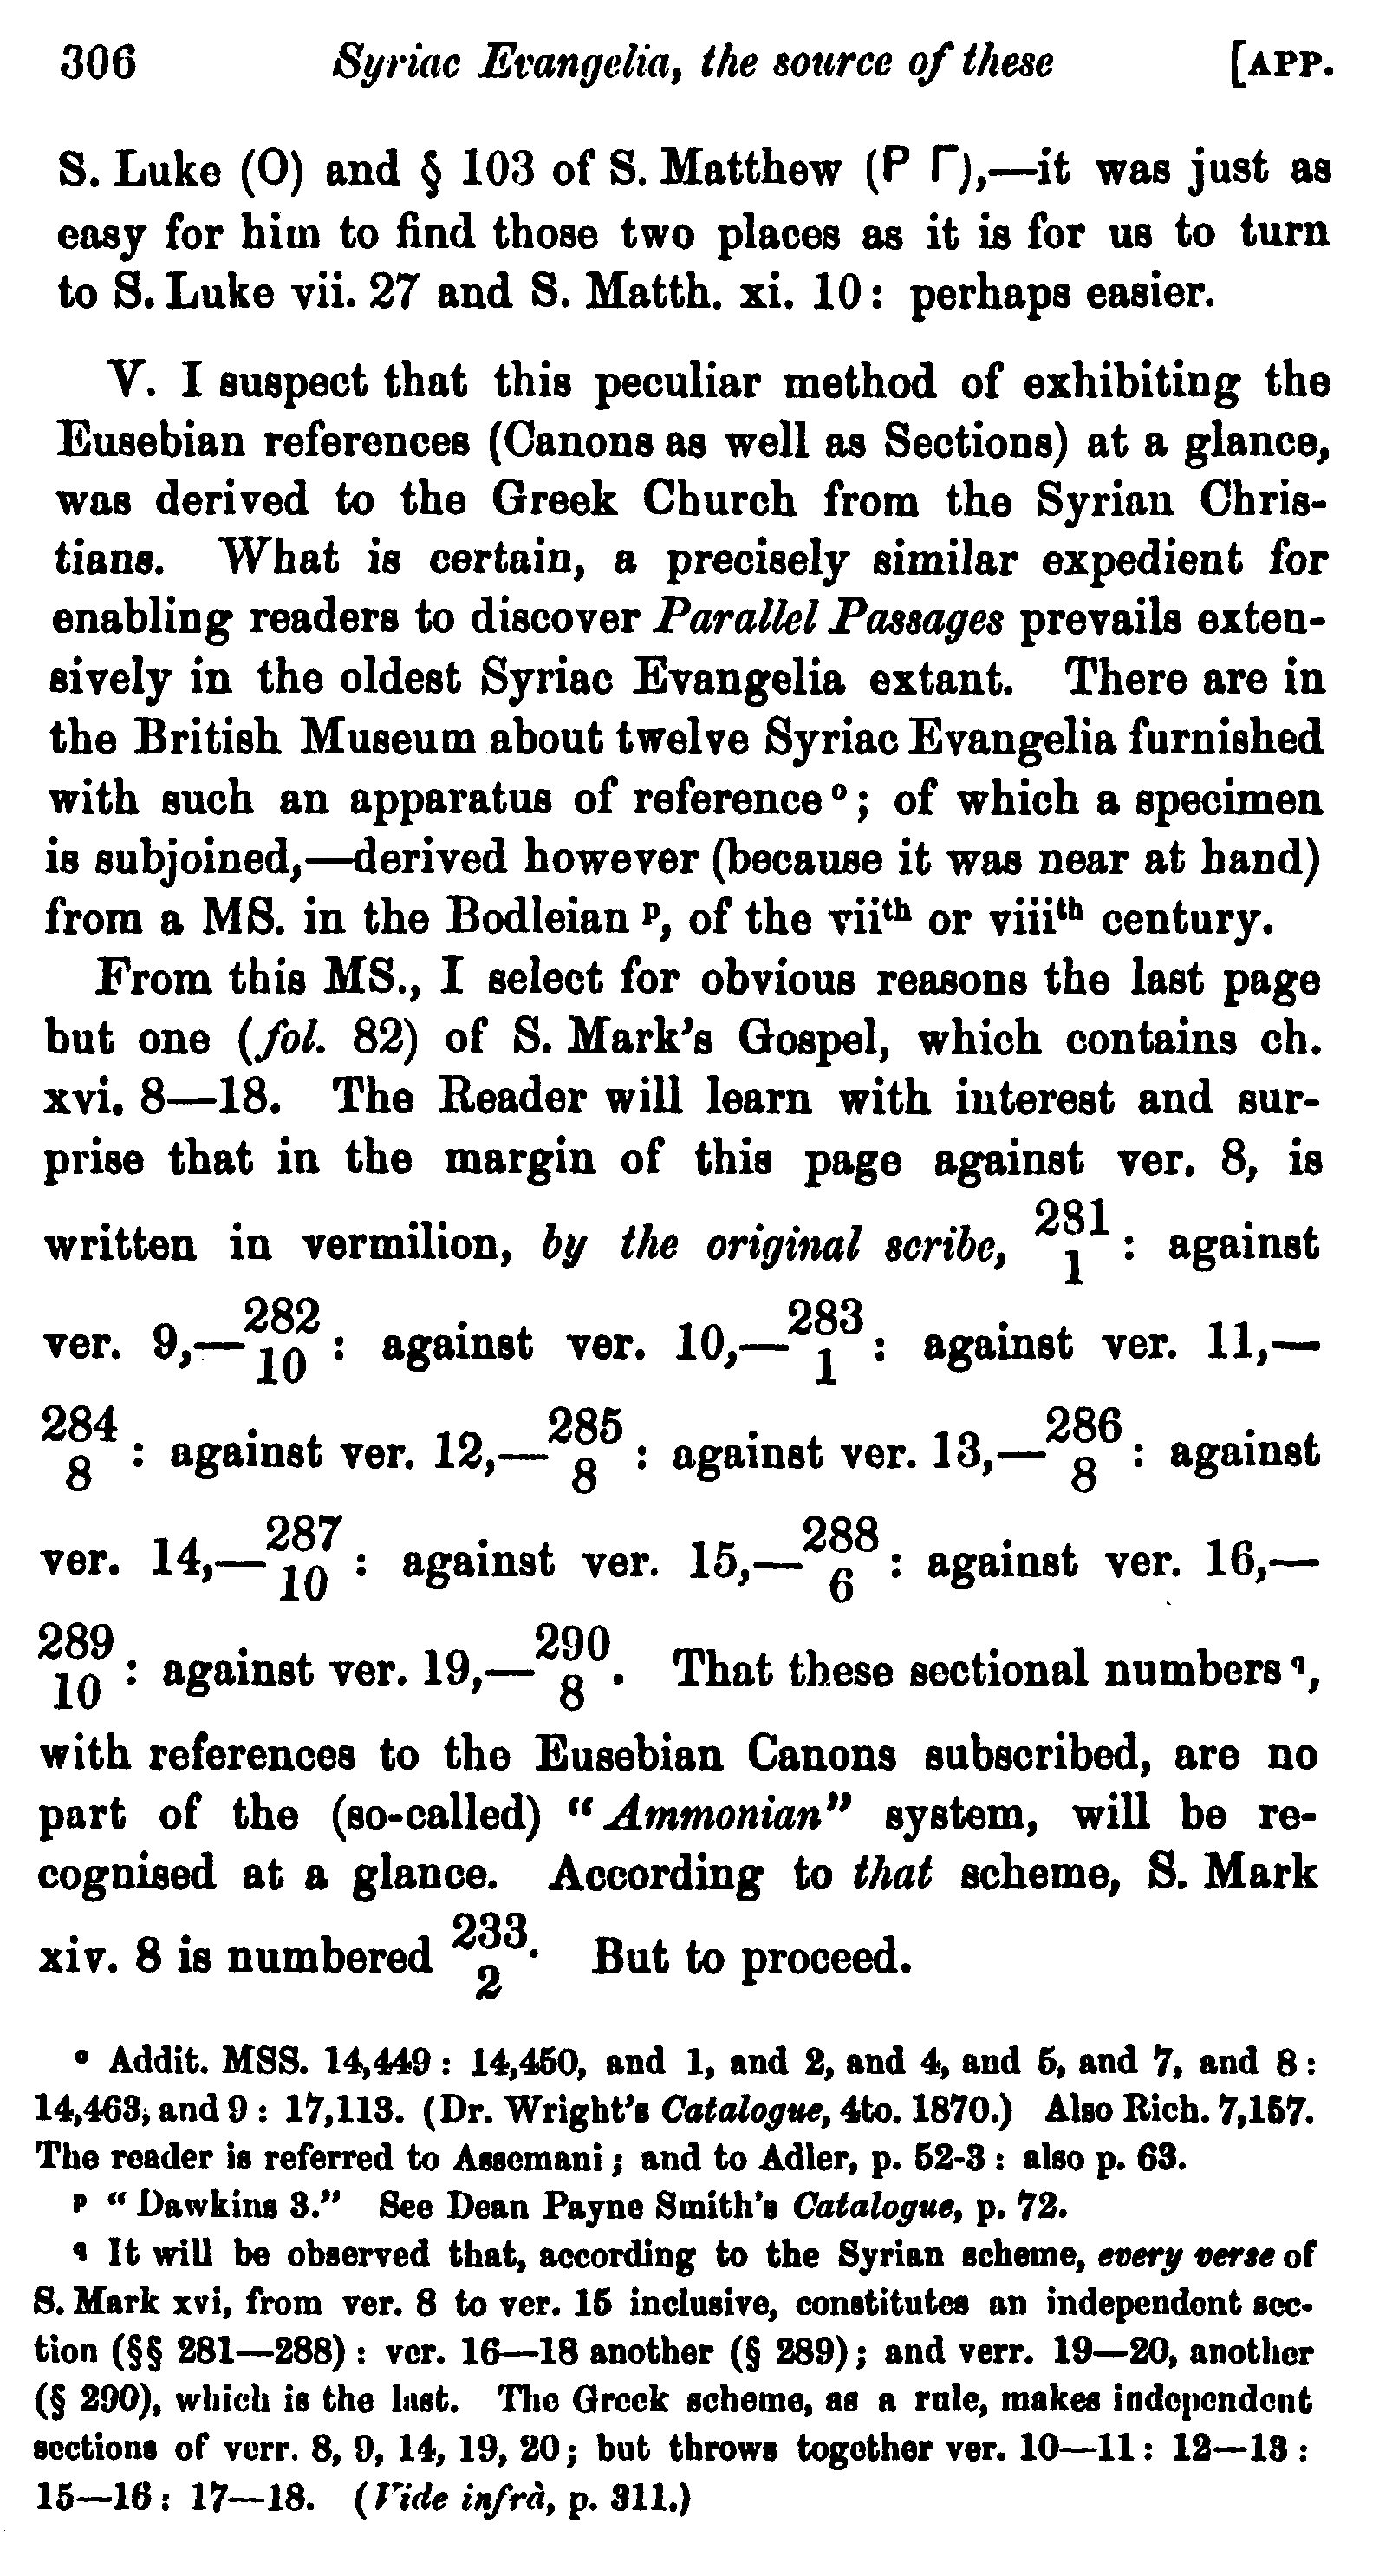 306 Syriac Evangelia, the source of these [APP.
S. Luke (O) and § 103 of S. Matthew (P Γ),—it was just as
easy for him to find those two places as it is for us to turn
to S. Luke vii. 27 and S. Matth. xi. 10: perhaps easier.
V. I suspect that this peculiar method of exhibiting the
Eusebian references (Canons as well as Sections) at a glance,
was derived to the Greek Church from the Syrian Chris-
tians. What is certain, a precisely similar expedient for
enabling readers to discover Parallel Passages prevails exten-
sively in the oldest Syriac Evangelia extant. There are in
the British Museum about twelve Syriac Evangelia furnished
with such an apparatus of reference º; of which a specimen
is subjoined,—derived however (because it was near at hand)
from a MS. in the Bodleian ᵖ, of the viiᵗʰ or viiiᵗʰ century.
From this MS., I select for obvious reasons the last page
but one (fol. 82) of S. Mark's Gospel, which contains ch.
xvi. 8—18. The Reader will learn with interest and sur-
prise that in the margin of this page against ver. 8, is
written in vermilion, by the original scribe, 281/1 : against
ver. 9,—282/10 : against ver. 10,—283/1 : against ver. 11,—
284/8 : against ver. 12,—285/8 : against ver. 13,—286/8 : against
ver. 14,—287/10 : against ver. 15,—288/6 : against ver. 16,—
289/10 : against ver. 19,—290/8. That these sectional numbers q,
with references to the Eusebian Canons subscribed, are no
part of the (so-called) "Ammonian" system, will be re-
cognised at a glance. According to that scheme, S. Mark
xiv. 8 is numbered 233/2. But to proceed.
º Addit. MSS. 14,449: 14,450, and 1, and 2, and 4, and 5, and 7, and 8:
14,463, and 9: 17,113. (Dr. Wright's Catalogue, 4to. 1870.) Also Rich. 7,157.
The reader is referred to Assemani; and to Adler, p. 52-3: also p. 63.
ᵖ "Dawkins 3." See Dean Payne Smith's Catalogue, p. 72.
q It will be observed that, according to the Syrian scheme, every verse of
S. Mark xvi, from ver. 8 to ver. 15 inclusive, constitutes an independent sec-
tion (§§ 281—288): ver. 16—18 another (§ 289); and verr. 19—20, another
(§ 290), which is the last. The Greek scheme, as a rule, makes independent
sections of verr. 8, 9, 14, 19, 20; but throws together ver. 10—11: 12—13:
15—16: 17—18. (Vide infrà, p. 311.)